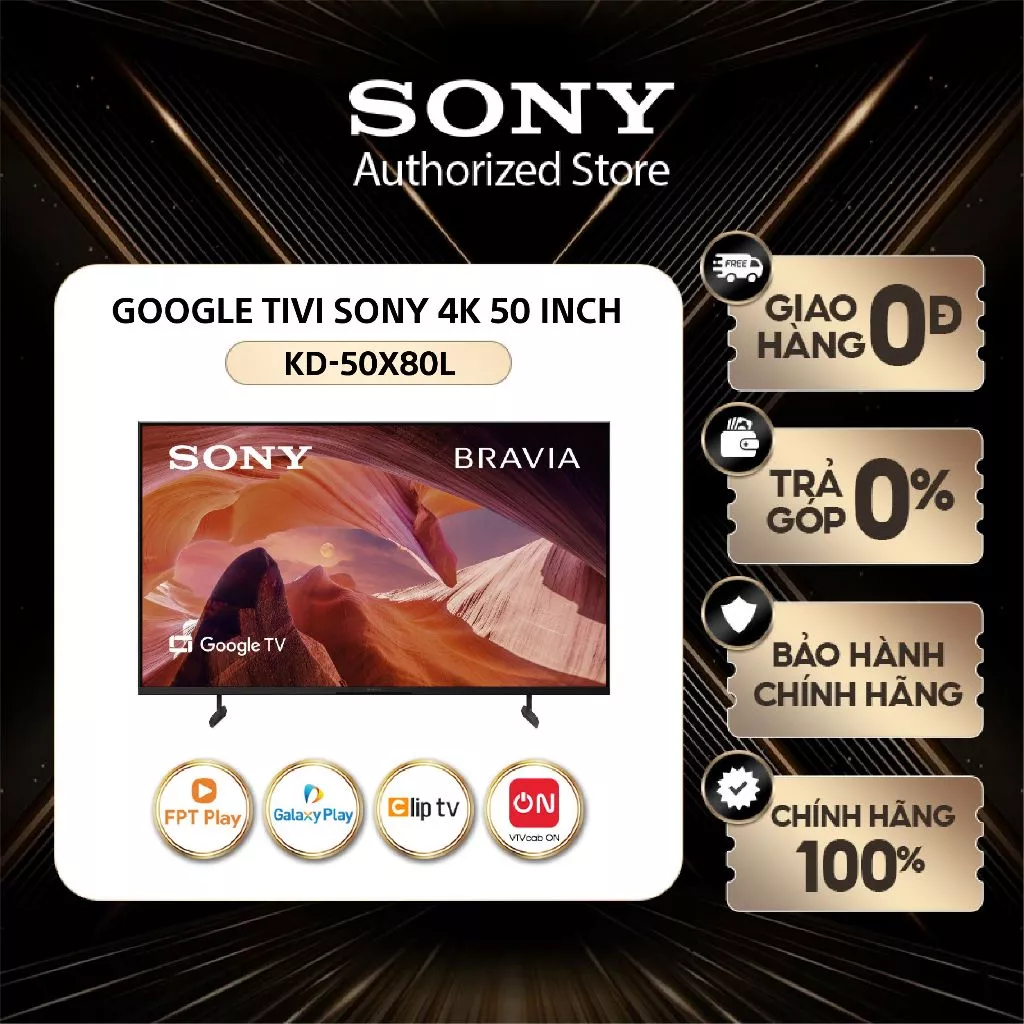 SONY
Authorized Store
GOOGLE TIVI SONY 4K 50 INCH
KD-50X80L
SONY
BRAVIA
Google TV
FPT Play
Galaxy Play
Clip tv
ON
VTVcab ON
FREE
GIAO
HÀNG 0Đ
TRẢ
GÓP 0%
BẢO HÀNH
CHÍNH HÃNG
CHÍNH HÃNG
100%